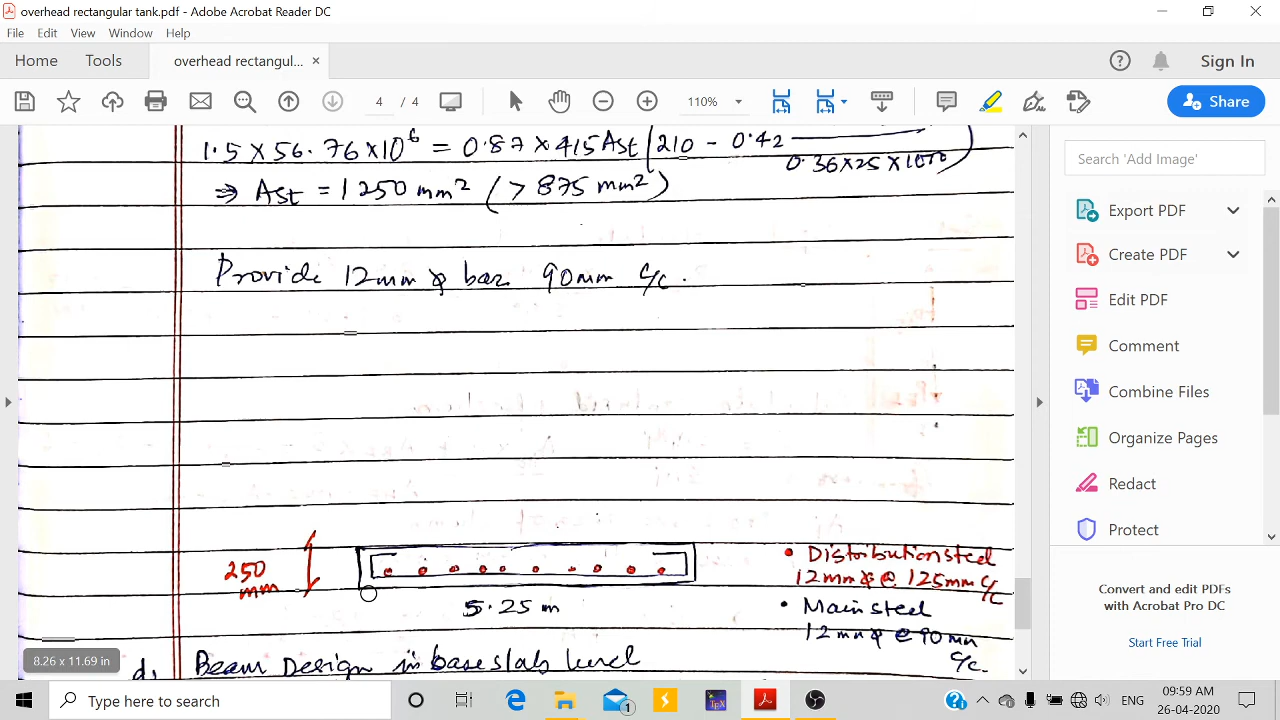 overhead rectangular tank.pdf - Adobe Acrobat Reader DC
File Edit View Window Help
Home Tools overhead rectangul... × Sign In
4 / 4 110% Share
1.5 × 56.76×10⁶ = 0.87 × 415 Ast (210 - 0.42 / 0.36×25×1000)
⇒ Ast = 1250 mm² (> 875 mm²)
Provide 12mm ϕ bar 90mm c/c.
250
mm
5.25 m
• Distribution steel
12mm ϕ @ 125mm c/c
• Main steel
12mm ϕ @ 90mm
c/c.
d, Beam Design in base slab level
8.26 x 11.69 in
Search 'Add Image'
Export PDF
Create PDF
Edit PDF
Comment
Combine Files
Organize Pages
Redact
Protect
Convert and edit PDFs
with Acrobat Pro DC
Start Free Trial
Type here to search
1
TEX
ENG
09:59 AM
26-04-2020